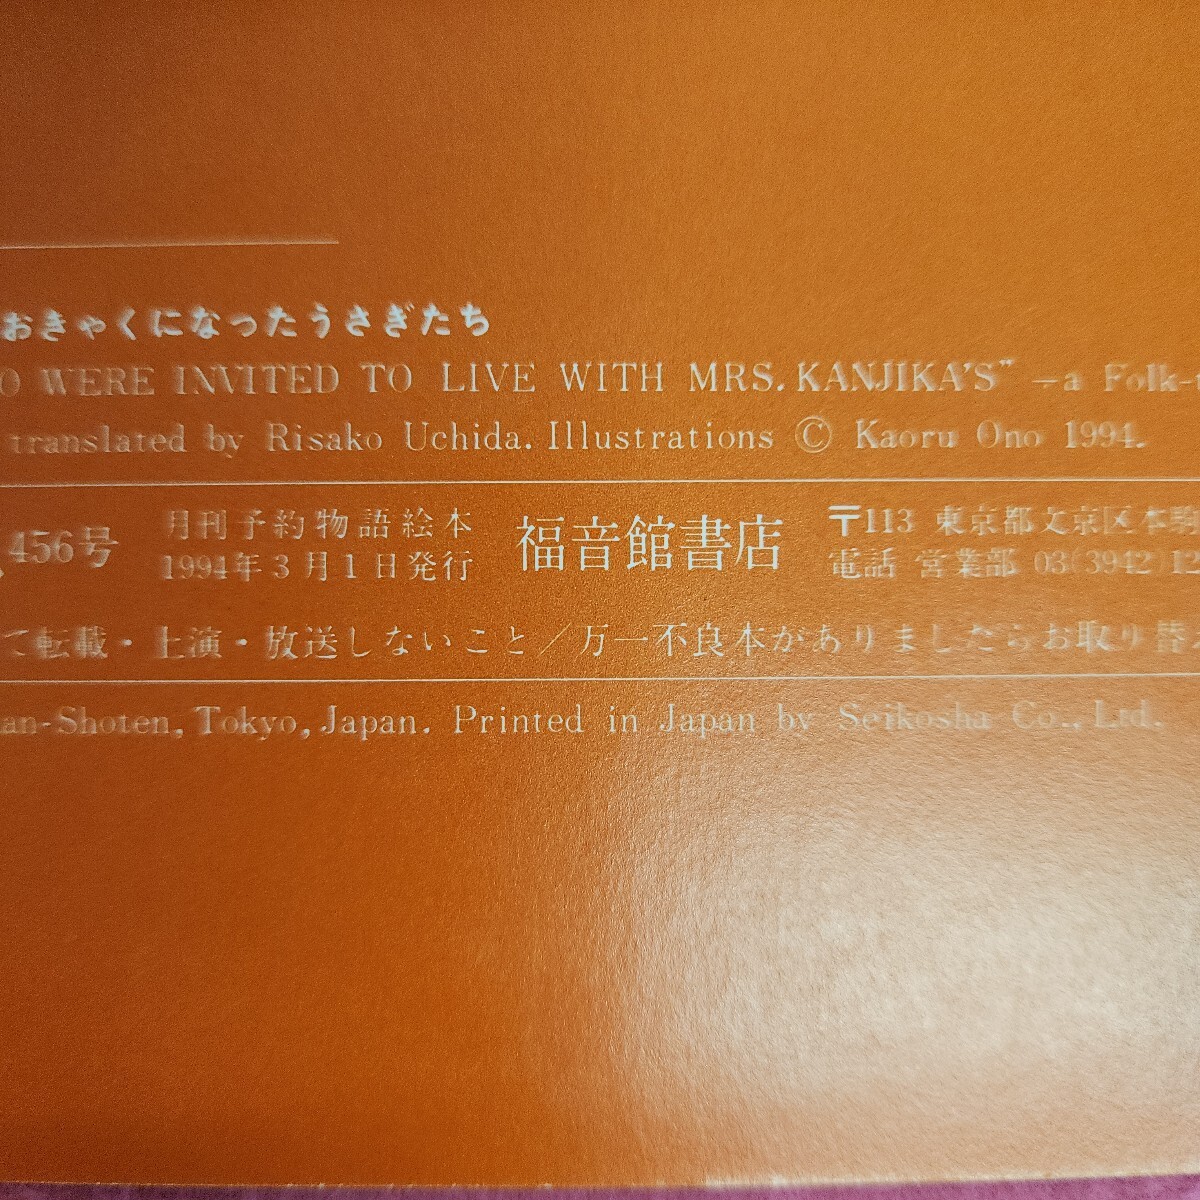 おきゃくになったうさぎたち
O WERE INVITED TO LIVE WITH MRS. KANJIKA'S" —a Folk-t
translated by Risako Uchida. Illustrations © Kaoru Ono 1994.
456号 月刊予約物語絵本 福音館書店 〒113 東京都文京区本駒
1994年3月1日発行 電話 営業部 03(3942)12
て転載・上演・放送しないこと／万一不良本がありましたらお取り替え
an-Shoten, Tokyo, Japan. Printed in Japan by Seikosha Co., Ltd.